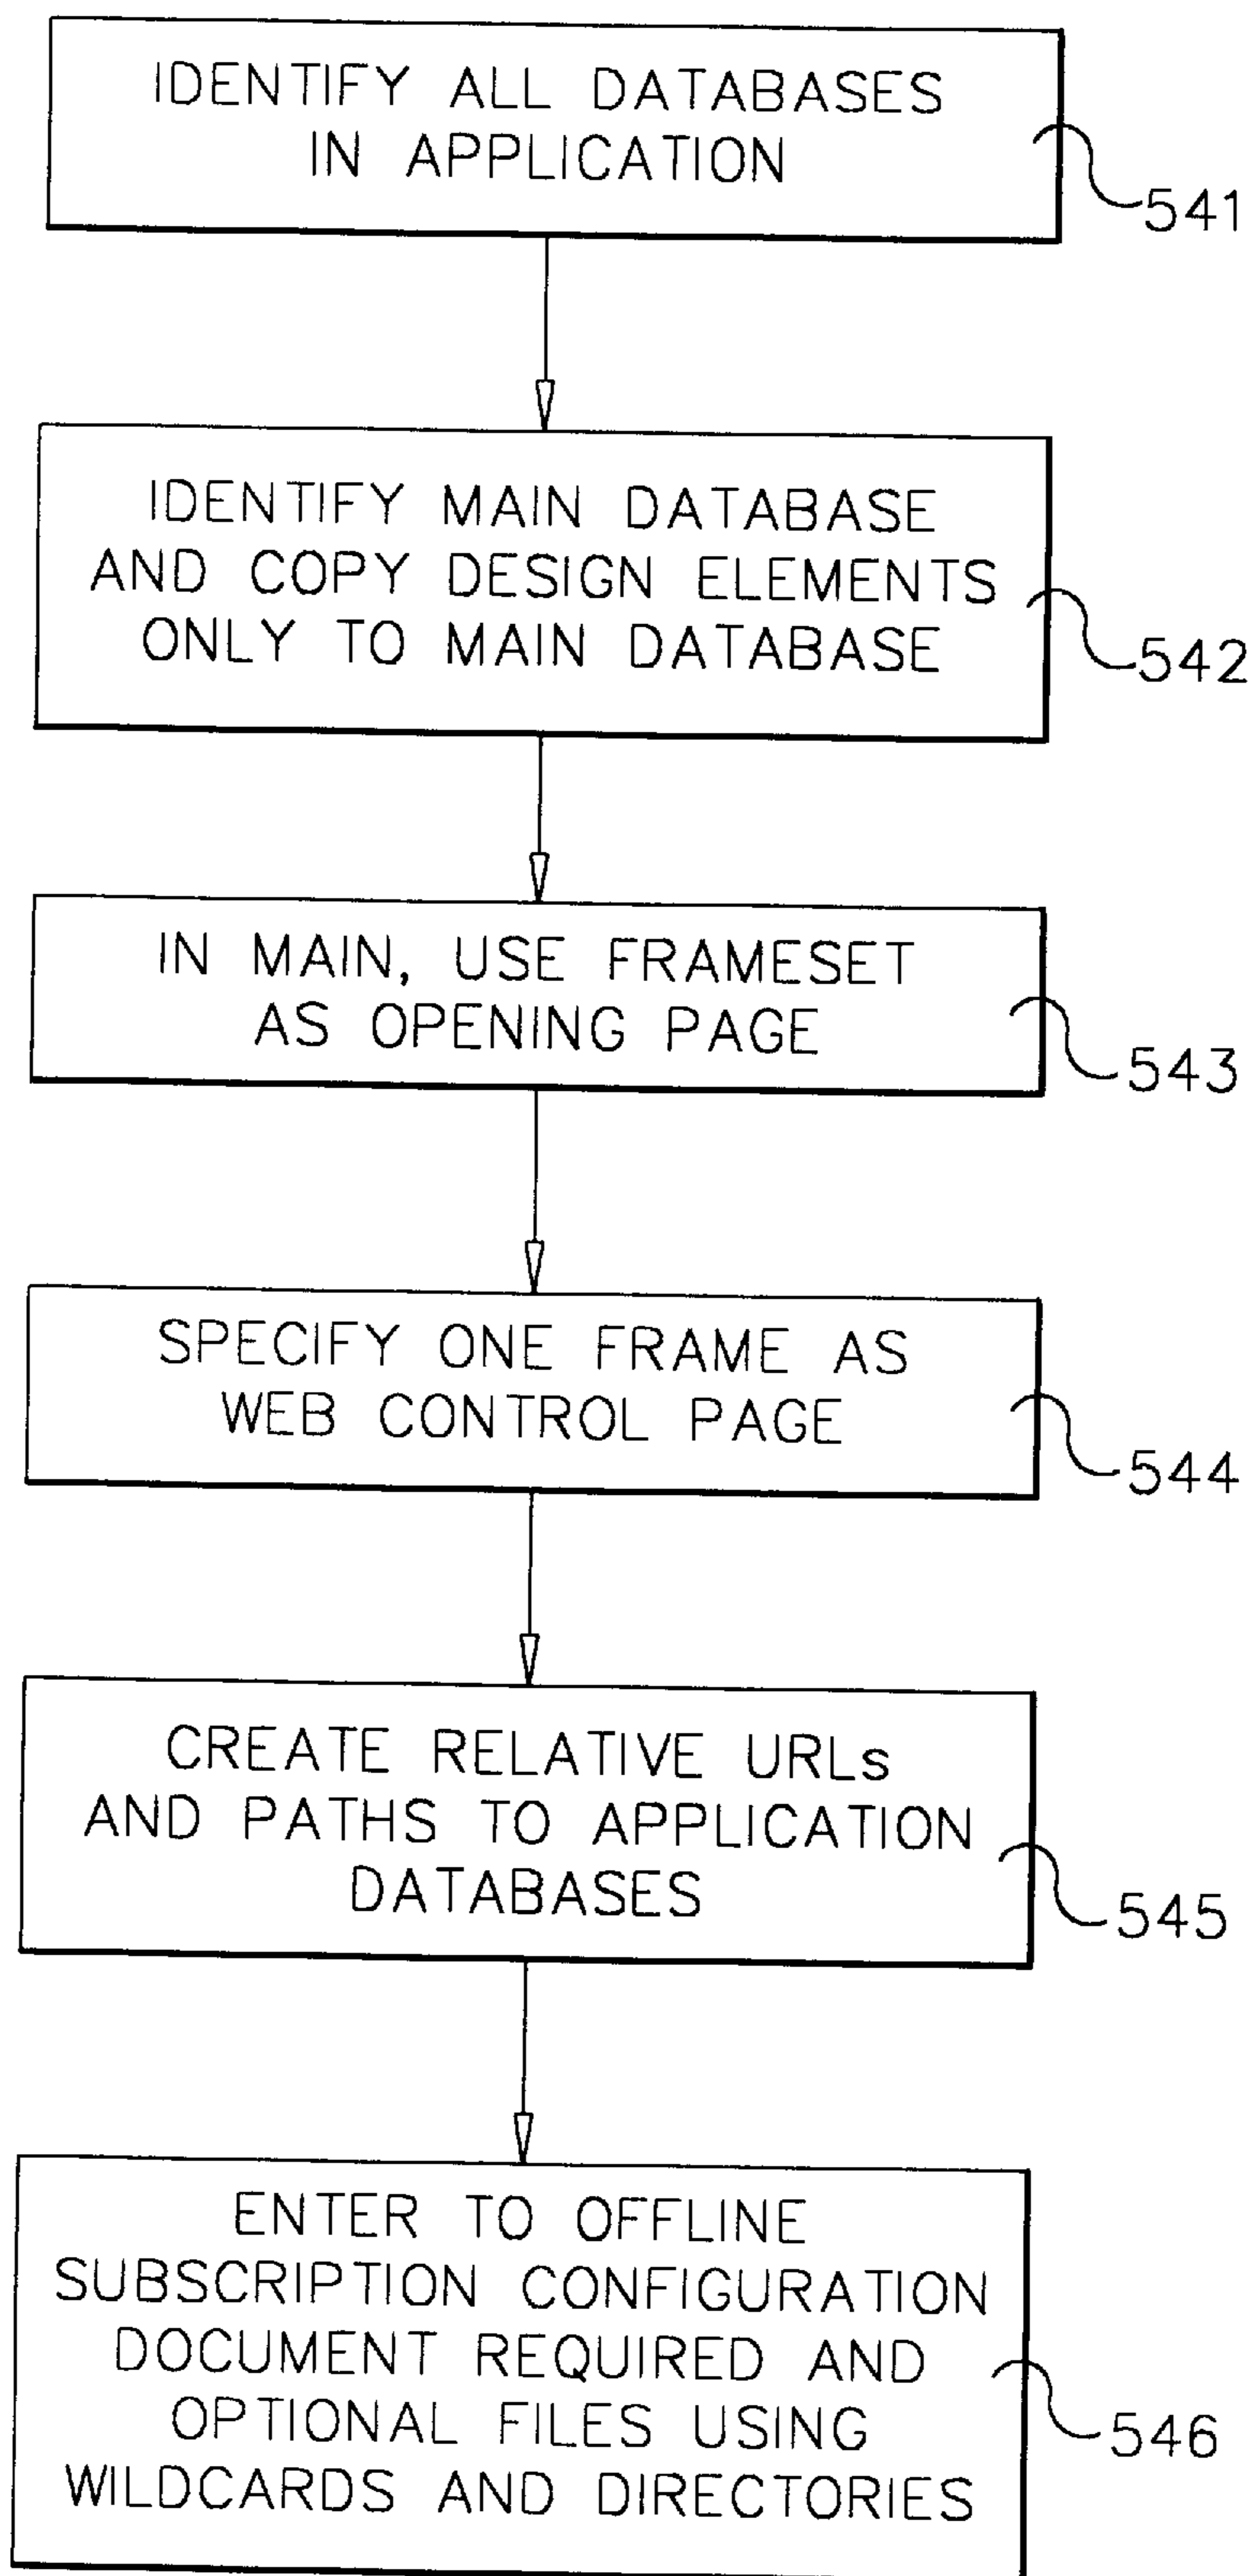 IDENTIFY ALL DATABASES
IN APPLICATION
541
IDENTIFY MAIN DATABASE
AND COPY DESIGN ELEMENTS
ONLY TO MAIN DATABASE
542
IN MAIN, USE FRAMESET
AS OPENING PAGE
543
SPECIFY ONE FRAME AS
WEB CONTROL PAGE
544
CREATE RELATIVE URLs
AND PATHS TO APPLICATION
DATABASES
545
ENTER TO OFFLINE
SUBSCRIPTION CONFIGURATION
DOCUMENT REQUIRED AND
OPTIONAL FILES USING
WILDCARDS AND DIRECTORIES
546